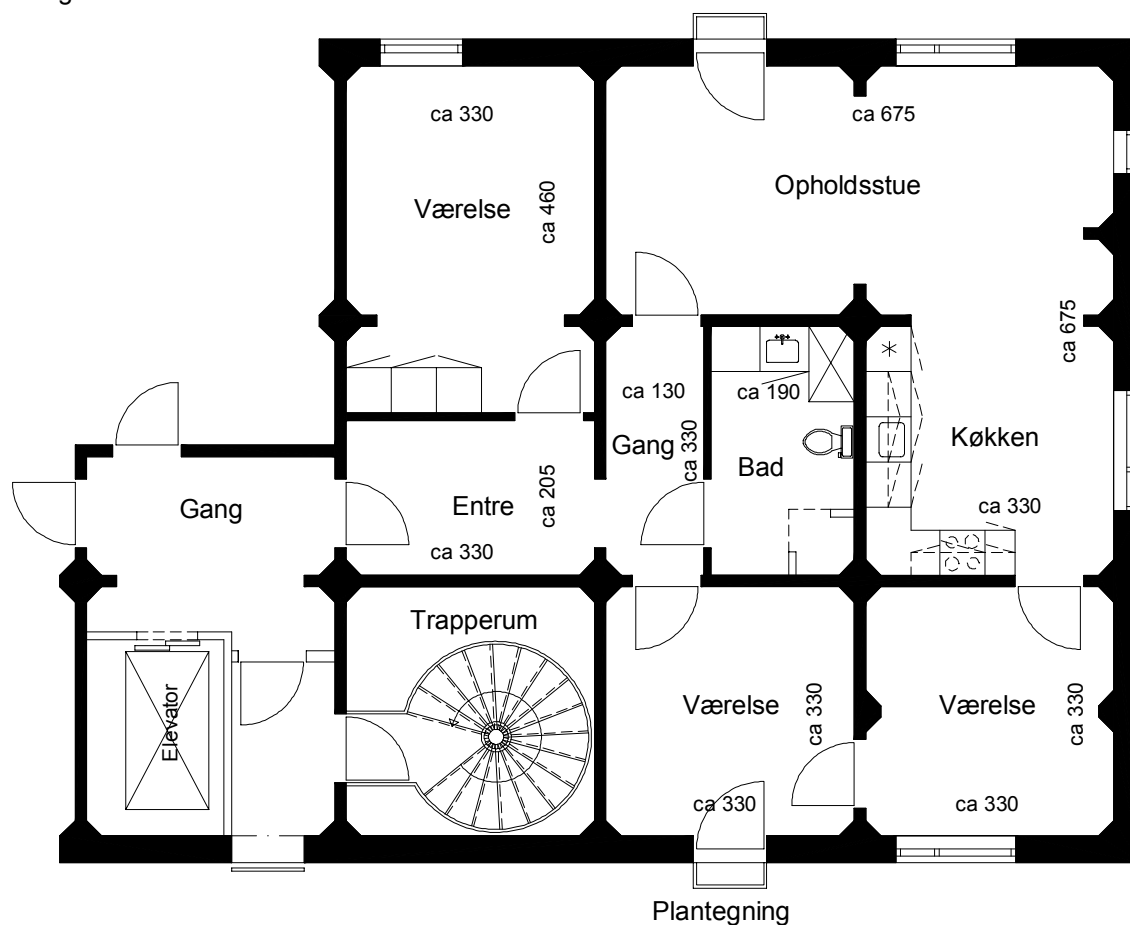 ca 330
ca 675
Værelse
ca 460
Opholdsstue
ca 675
ca 130
ca 190
Gang
ca 330
Bad
Køkken
Gang
Entre
ca 205
ca 330
ca 330
Trapperum
Elevator
Værelse
ca 330
Værelse
ca 330
ca 330
ca 330
Plantegning